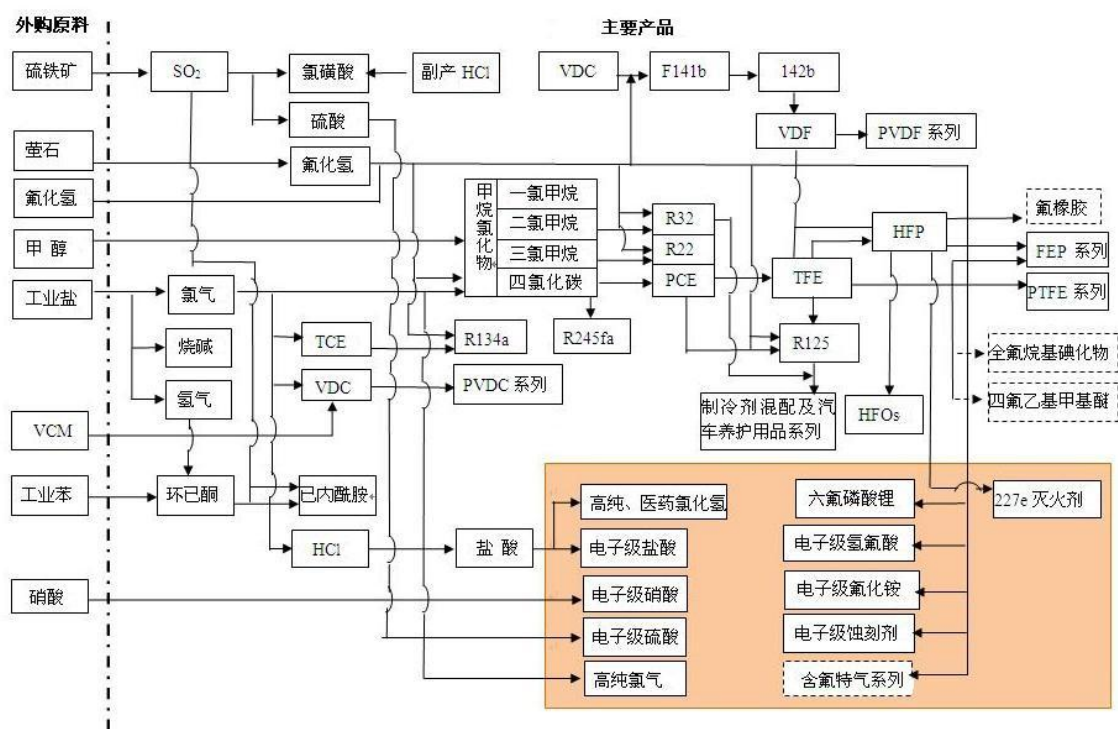 外购原料
主要产品
硫铁矿
SO₂
氯磺酸
副产 HCl
VDC
F141b
142b
硫酸
VDF
PVDF 系列
萤石
氟化氢
氟化氢
甲烷氯化物
一氯甲烷
二氯甲烷
三氯甲烷
四氯化碳
R32
R22
PCE
HFP
氟橡胶
甲 醇
FEP 系列
工业盐
氯气
TFE
PTFE 系列
烧碱
TCE
R134a
R245fa
R125
全氟烷基碘化物
氢气
VDC
PVDC 系列
制冷剂混配及汽
车养护用品系列
HFOs
四氟乙基甲基醚
VCM
工业苯
环已酮
已内酰胺
高纯、医药氯化氢
六氟磷酸锂
227e 灭火剂
HCl
盐 酸
电子级盐酸
电子级氢氟酸
硝酸
电子级硝酸
电子级氟化铵
电子级硫酸
电子级蚀刻剂
高纯氯气
含氟特气系列